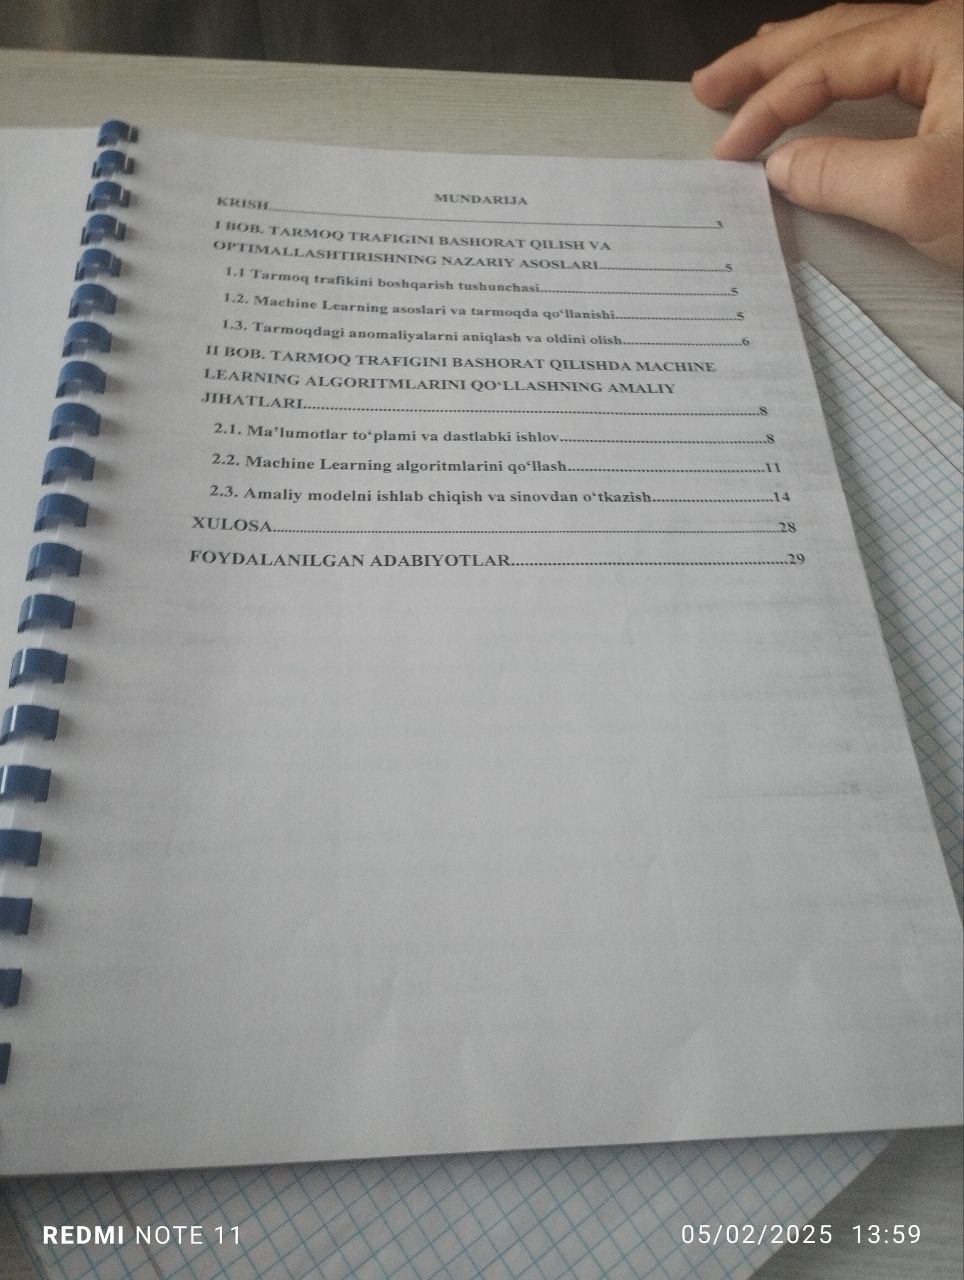 MUNDARIJA
KRISH......3
I BOB. TARMOQ TRAFIGINI BASHORAT QILISH VA
OPTIMALLASHTIRISHNING NAZARIY ASOSLARI......5
1.1 Tarmoq trafikini boshqarish tushunchasi......5
1.2. Machine Learning asoslari va tarmoqda qo‘llanishi......5
1.3. Tarmoqdagi anomaliyalarni aniqlash va oldini olish......6
II BOB. TARMOQ TRAFIGINI BASHORAT QILISHDA MACHINE
LEARNING ALGORITMLARINI QO‘LLASHNING AMALIY
JIHATLARI......8
2.1. Ma’lumotlar to‘plami va dastlabki ishlov......8
2.2. Machine Learning algoritmlarini qo‘llash......11
2.3. Amaliy modelni ishlab chiqish va sinovdan o‘tkazish......14
XULOSA......28
FOYDALANILGAN ADABIYOTLAR......29
REDMI NOTE 11
05/02/2025 13:59